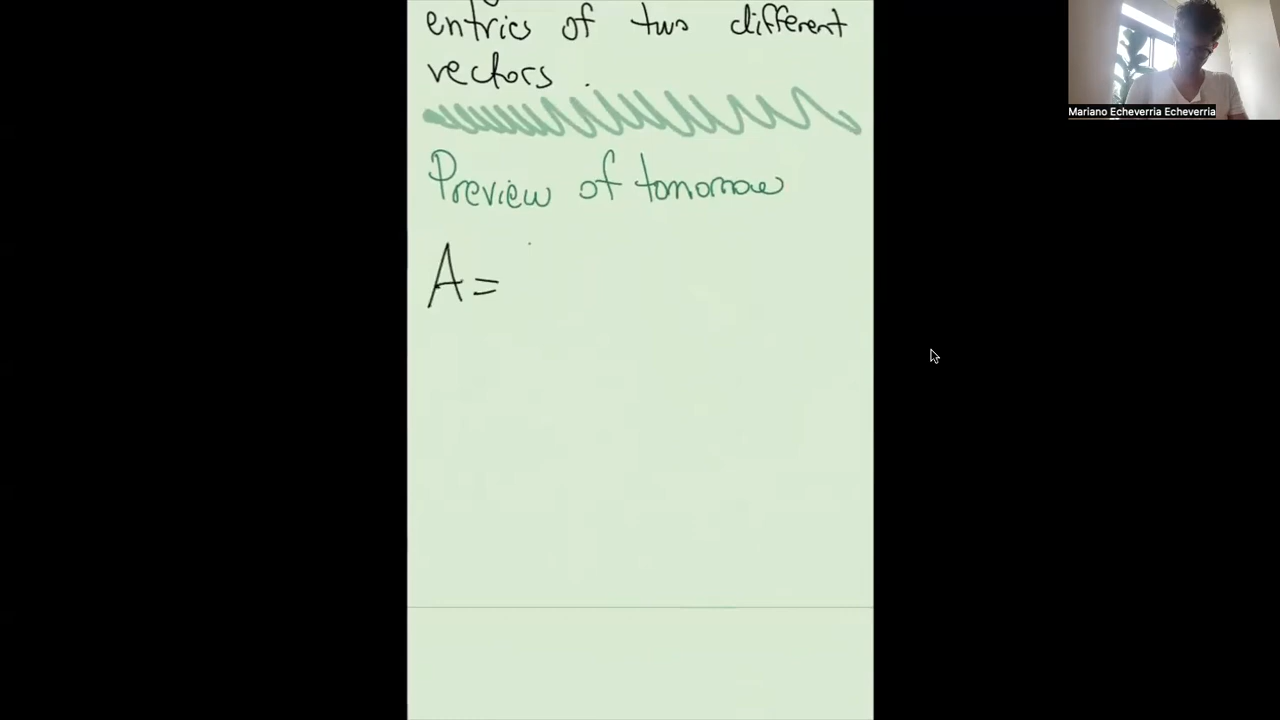 entries of two different
vectors.
Preview of tomorrow
A=
Mariano Echeverria Echeverria